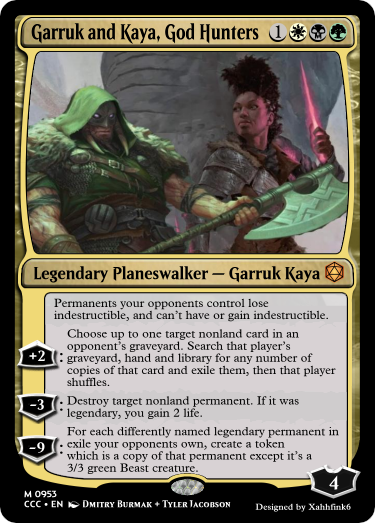 Garruk and Kaya, God Hunters 1
Legendary Planeswalker — Garruk Kaya
Permanents your opponents control lose
indestructible, and can't have or gain indestructible.
Choose up to one target nonland card in an
opponent's graveyard. Search that player's
+2: graveyard, hand and library for any number of
copies of that card and exile them, then that player
shuffles.
-3: Destroy target nonland permanent. If it was
legendary, you gain 2 life.
For each differently named legendary permanent in
-9: exile your opponents own, create a token
which is a copy of that permanent except it's a
3/3 green Beast creature.
4
M 0953
CCC • EN Dmitry Burmak + Tyler Jacobson
Designed by Xahhfink6